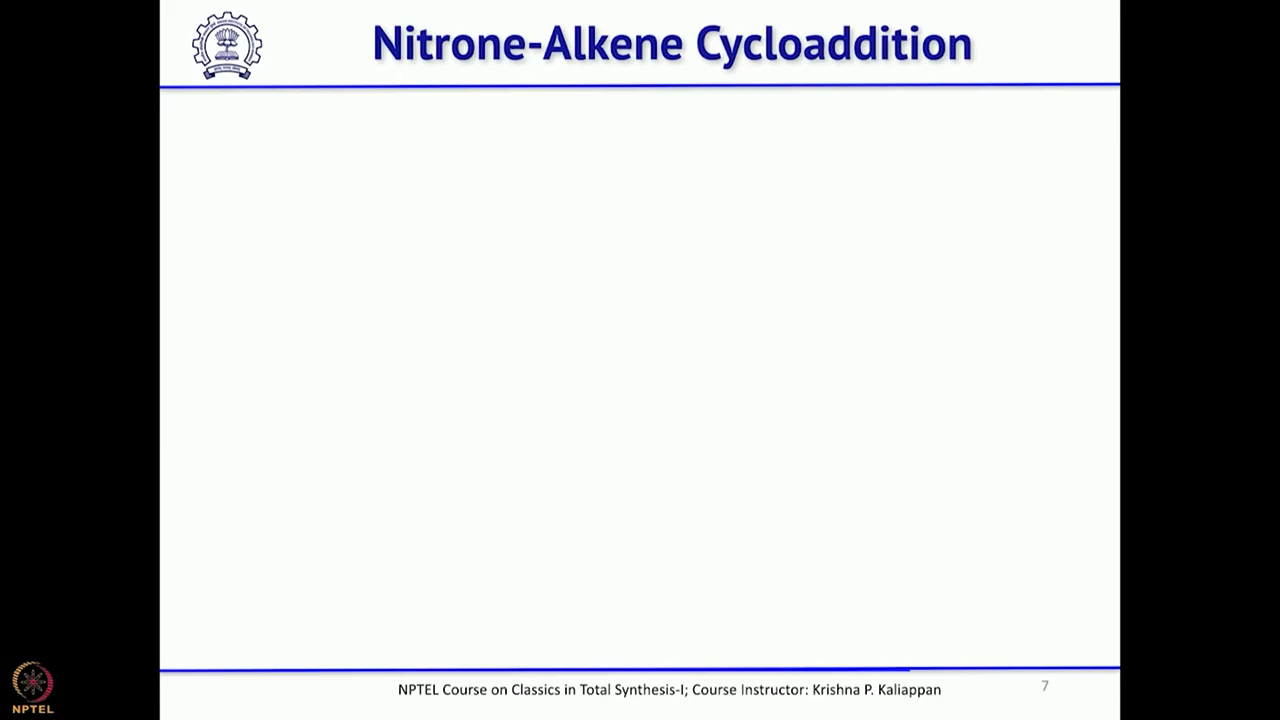 Nitrone-Alkene Cycloaddition
NPTEL Course on Classics in Total Synthesis-I; Course Instructor: Krishna P. Kaliappan
7
NPTEL